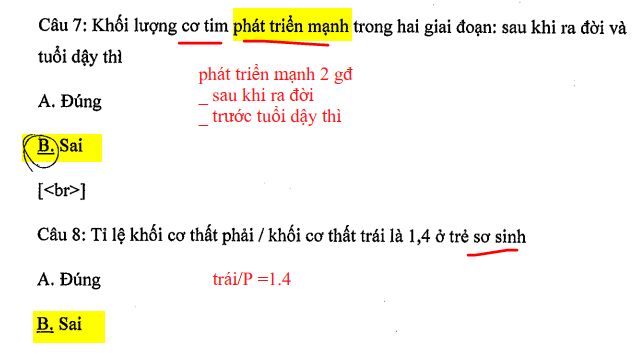 Câu 7: Khối lượng cơ tim phát triển mạnh trong hai giai đoạn: sau khi ra đời và
tuổi dậy thì
phát triển mạnh 2 gđ
_ sau khi ra đời
_ trước tuổi dậy thì
A. Đúng
B. Sai
[<br>]
Câu 8: Tỉ lệ khối cơ thất phải / khối cơ thất trái là 1,4 ở trẻ sơ sinh
A. Đúng
trái/P =1.4
B. Sai